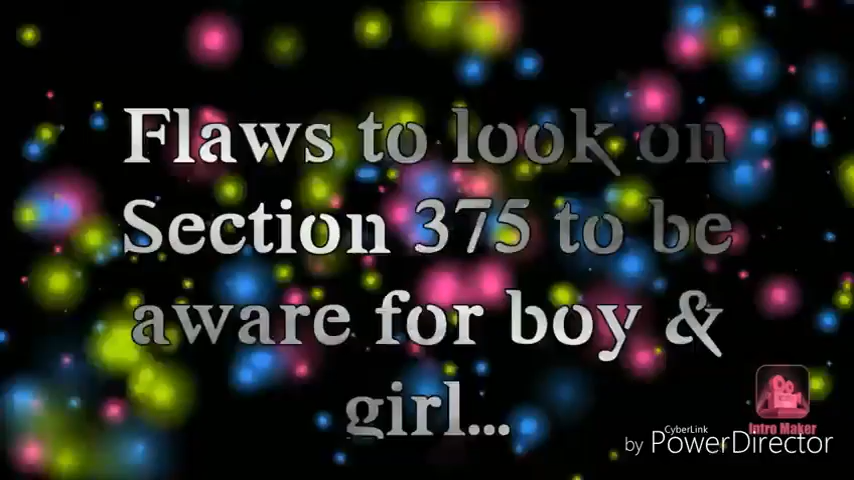 Flaws to look on
Section 375 to be
aware for boy &
girl...
Intro Maker
by CyberLink PowerDirector